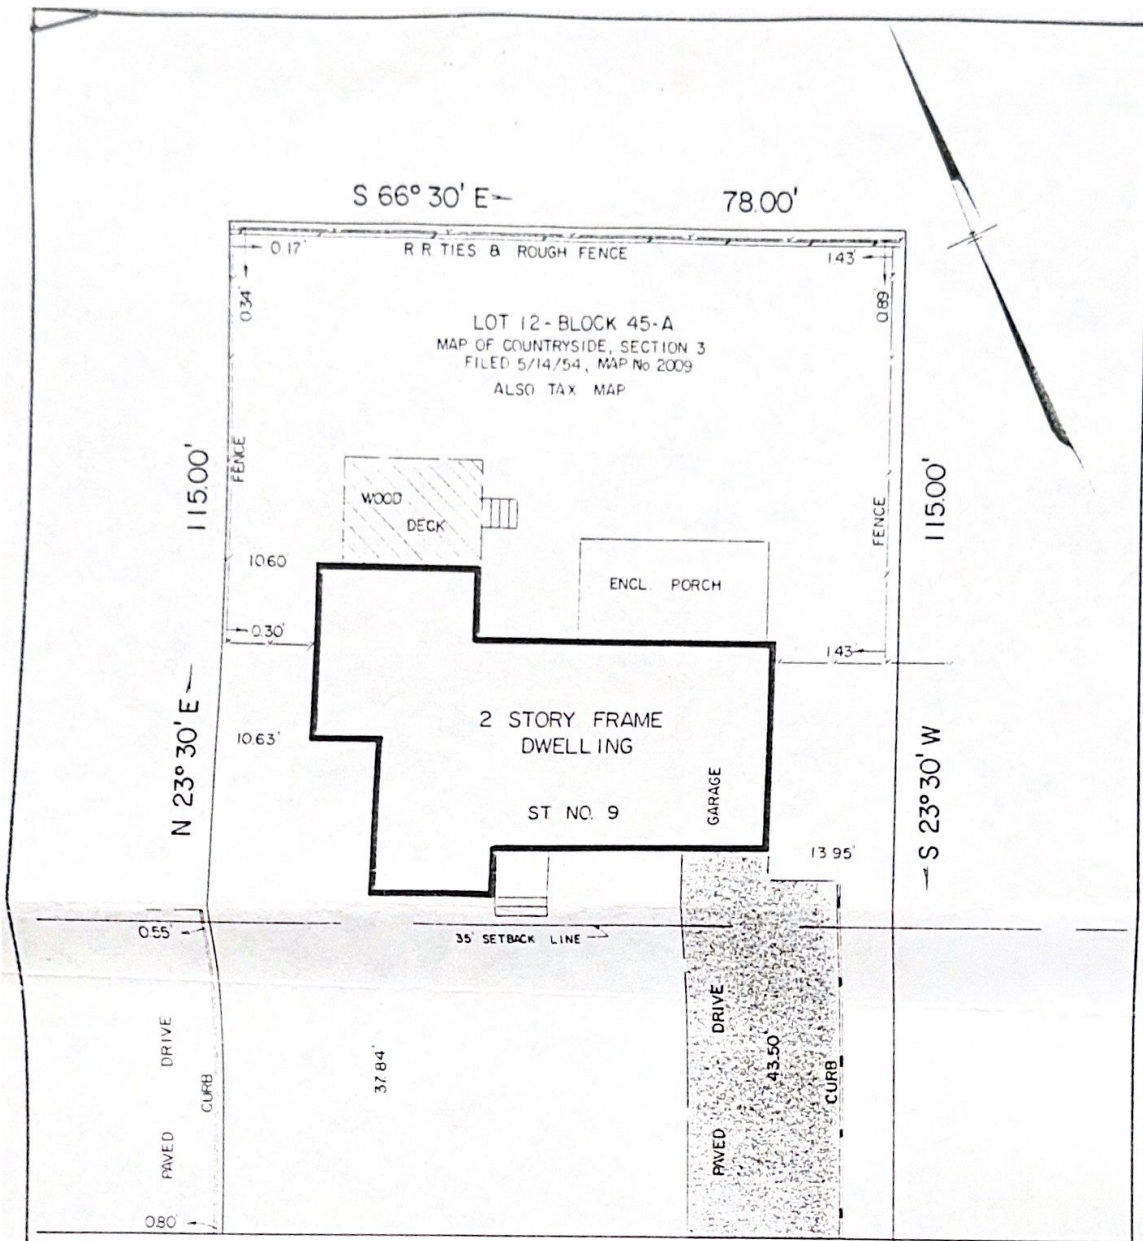 S 66° 30' E 78.00'
0.17'
R R TIES & ROUGH FENCE
1.43'
0.34'
0.89'
LOT 12 - BLOCK 45-A
MAP OF COUNTRYSIDE, SECTION 3
FILED 5/14/54, MAP No 2009
ALSO TAX MAP
115.00'
FENCE
WOOD
DECK
FENCE
115.00'
10.60
ENCL. PORCH
0.30'
1.43'
N 23° 30' E
10.63'
2 STORY FRAME
DWELLING
ST NO. 9
GARAGE
S 23° 30' W
13.95'
0.55'
35' SETBACK LINE
PAVED DRIVE
CURB
37.84'
PAVED DRIVE
43.50'
CURB
0.80